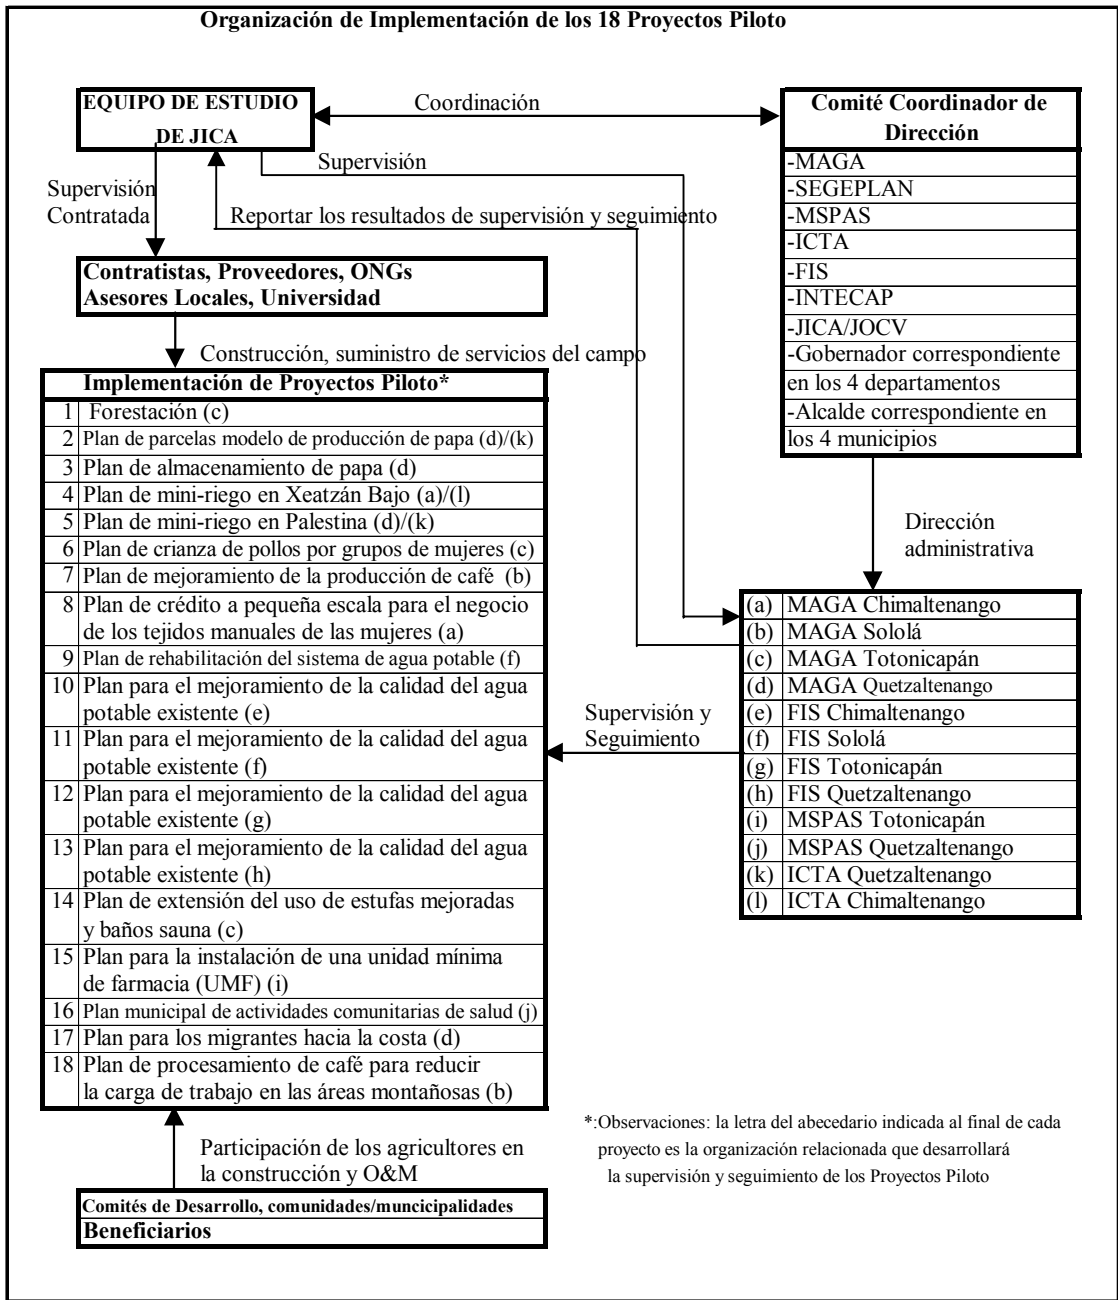 Organización de Implementación de los 18 Proyectos Piloto
EQUIPO DE ESTUDIO
DE JICA
Coordinación
Comité Coordinador de
Dirección
-MAGA
-SEGEPLAN
-MSPAS
-ICTA
-FIS
-INTECAP
-JICA/JOCV
-Gobernador correspondiente
en los 4 departamentos
-Alcalde correspondiente en
los 4 municipios
Supervisión
Supervisión
Contratada
Reportar los resultados de supervisión y seguimiento
Contratistas, Proveedores, ONGs
Asesores Locales, Universidad
Construcción, suministro de servicios del campo
Implementación de Proyectos Piloto*
1 Forestación (c)
2 Plan de parcelas modelo de producción de papa (d)/(k)
3 Plan de almacenamiento de papa (d)
4 Plan de mini-riego en Xeatzán Bajo (a)/(l)
5 Plan de mini-riego en Palestina (d)/(k)
6 Plan de crianza de pollos por grupos de mujeres (c)
7 Plan de mejoramiento de la producción de café (b)
8 Plan de crédito a pequeña escala para el negocio
de los tejidos manuales de las mujeres (a)
9 Plan de rehabilitación del sistema de agua potable (f)
10 Plan para el mejoramiento de la calidad del agua
potable existente (e)
11 Plan para el mejoramiento de la calidad del agua
potable existente (f)
12 Plan para el mejoramiento de la calidad del agua
potable existente (g)
13 Plan para el mejoramiento de la calidad del agua
potable existente (h)
14 Plan de extensión del uso de estufas mejoradas
y baños sauna (c)
15 Plan para la instalación de una unidad mínima
de farmacia (UMF) (i)
16 Plan municipal de actividades comunitarias de salud (j)
17 Plan para los migrantes hacia la costa (d)
18 Plan de procesamiento de café para reducir
la carga de trabajo en las áreas montañosas (b)
Dirección
administrativa
(a) MAGA Chimaltenango
(b) MAGA Sololá
(c) MAGA Totonicapán
(d) MAGA Quetzaltenango
(e) FIS Chimaltenango
(f) FIS Sololá
(g) FIS Totonicapán
(h) FIS Quetzaltenango
(i) MSPAS Totonicapán
(j) MSPAS Quetzaltenango
(k) ICTA Quetzaltenango
(l) ICTA Chimaltenango
Supervisión y
Seguimiento
*:Observaciones: la letra del abecedario indicada al final de cada
proyecto es la organización relacionada que desarrollará
la supervisión y seguimiento de los Proyectos Piloto
Participación de los agricultores en
la construcción y O&M
Comités de Desarrollo, comunidades/muncicipalidades
Beneficiarios